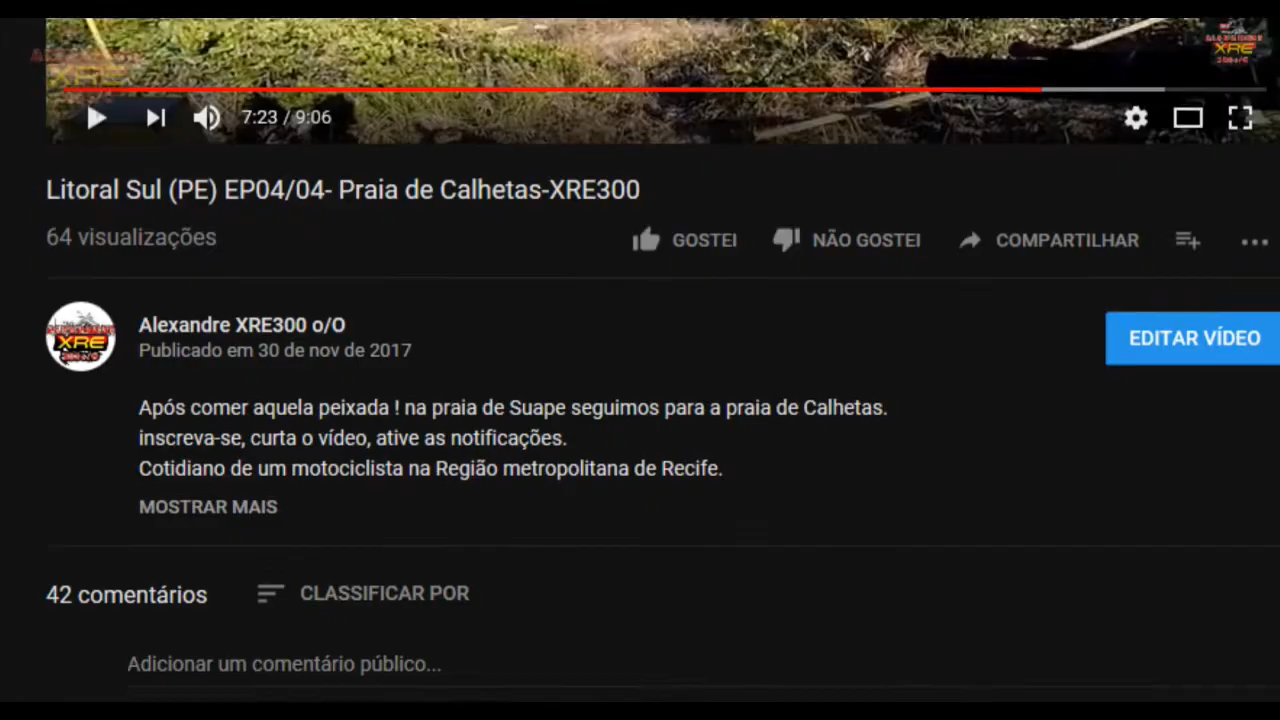 XRE
XRE
7:23 / 9:06
Litoral Sul (PE) EP04/04- Praia de Calhetas-XRE300
64 visualizações
GOSTEI
NÃO GOSTEI
COMPARTILHAR
XRE
Alexandre XRE300 o/O
Publicado em 30 de nov de 2017
EDITAR VÍDEO
Após comer aquela peixada ! na praia de Suape seguimos para a praia de Calhetas.
inscreva-se, curta o vídeo, ative as notificações.
Cotidiano de um motociclista na Região metropolitana de Recife.
MOSTRAR MAIS
42 comentários
CLASSIFICAR POR
Adicionar um comentário público...